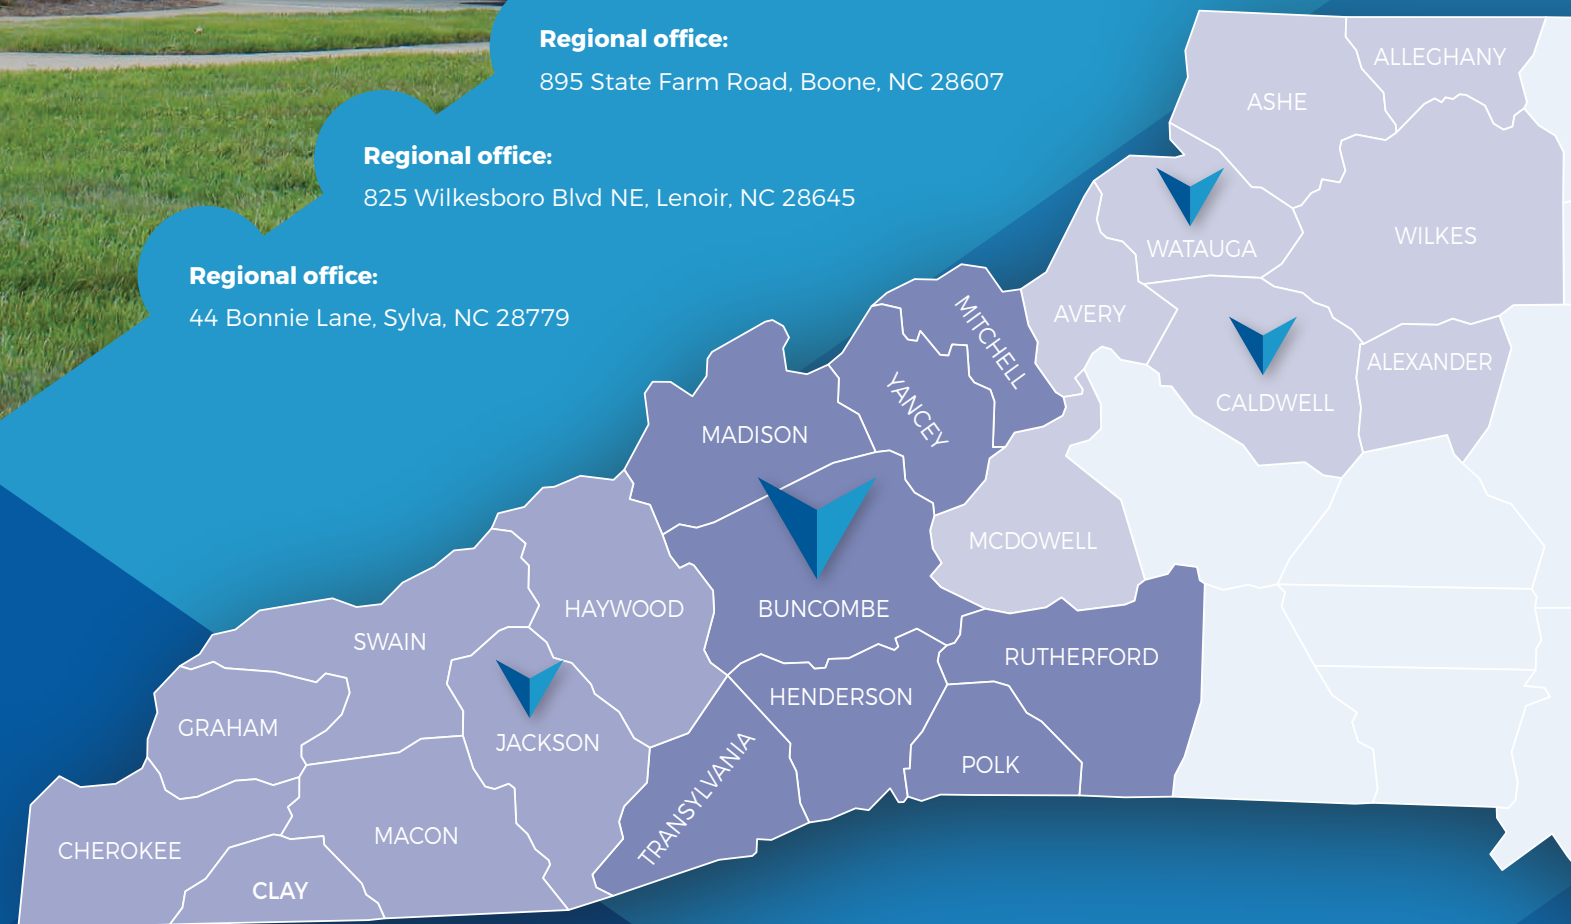 Regional office:
895 State Farm Road, Boone, NC 28607
Regional office:
825 Wilkesboro Blvd NE, Lenoir, NC 28645
Regional office:
44 Bonnie Lane, Sylva, NC 28779
ALLEGHANY
ASHE
WILKES
WATAUGA
AVERY
MITCHELL
ALEXANDER
CALDWELL
YANCEY
MADISON
MCDOWELL
BUNCOMBE
HAYWOOD
SWAIN
RUTHERFORD
HENDERSON
GRAHAM
JACKSON
POLK
TRANSYLVANIA
MACON
CHEROKEE
CLAY